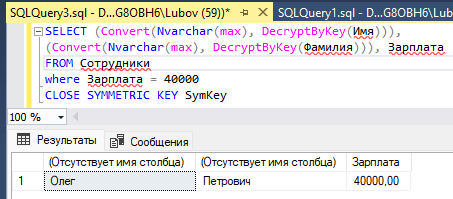 SQLQuery3.sql - D...G8OBH6\Lubov (59))* SQLQuery1.sql - D...G8OBH6\Lubov
SELECT (Convert(Nvarchar(max), DecryptByKey(Имя))),
(Convert(Nvarchar(max), DecryptByKey(Фамилия))), Зарплата
FROM Сотрудники
where Зарплата = 40000
CLOSE SYMMETRIC KEY SymKey
100 %
Результаты Сообщения
(Отсутствует имя столбца) (Отсутствует имя столбца) Зарплата
1 Олег Петрович 40000,00